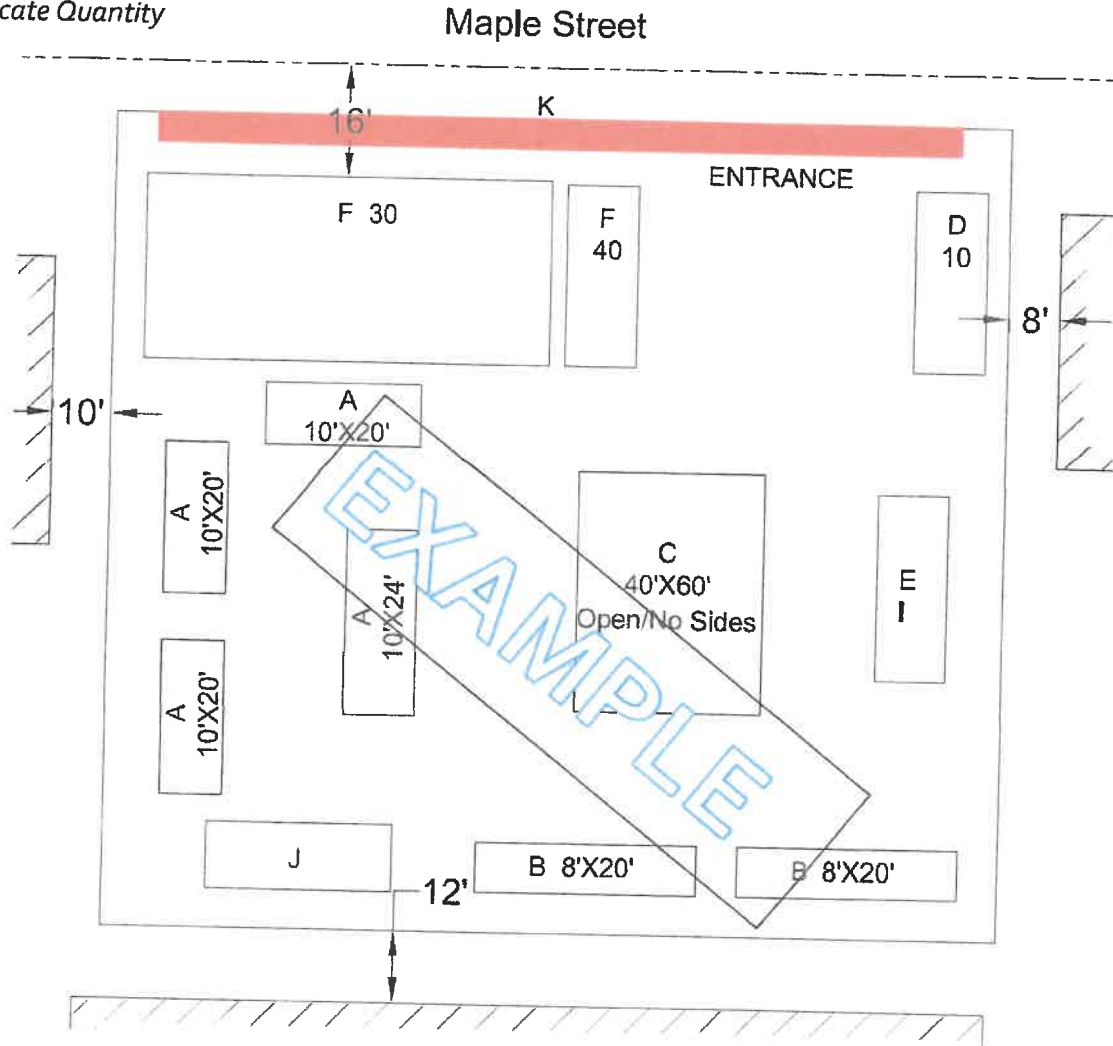 Quantity
Maple Street
K
16'
ENTRANCE
F 30
F
40
D
10
8'
10'
A
10'X20'
A
10'X20'
EXAMPLE
C
40'X60'
Open/No Sides
E
A
10'X24'
A
10'X20'
J
B 8'X20'
B 8'X20'
12'